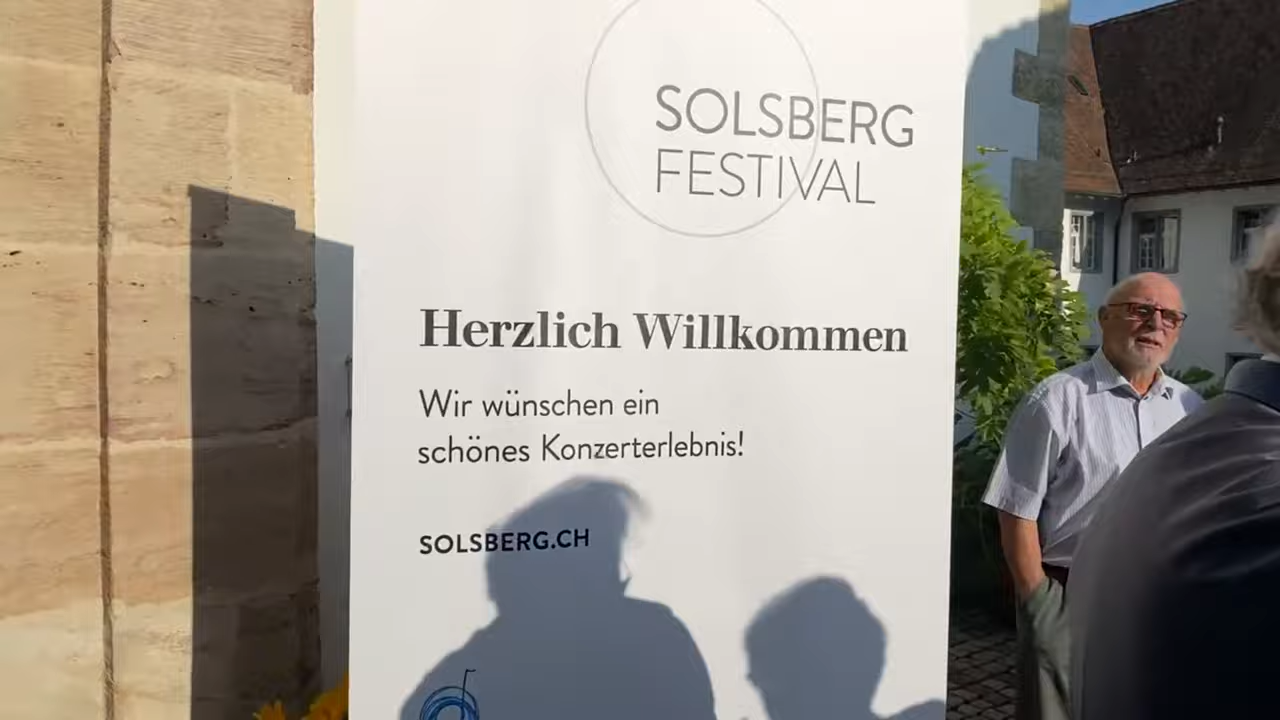 SOLSBERG
FESTIVAL
Herzlich Willkommen
Wir wünschen ein
schönes Konzerterlebnis!
SOLSBERG.CH